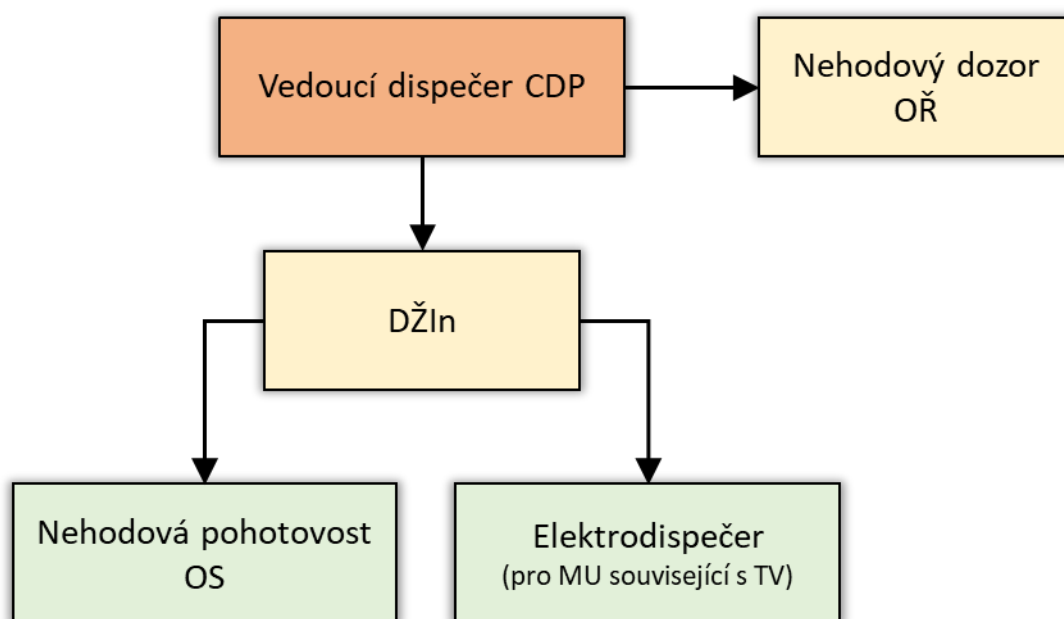 Vedoucí dispečer CDP
Nehodový dozor
OŘ
DŽIn
Nehodová pohotovost
OS
Elektrodispečer
(pro MU související s TV)